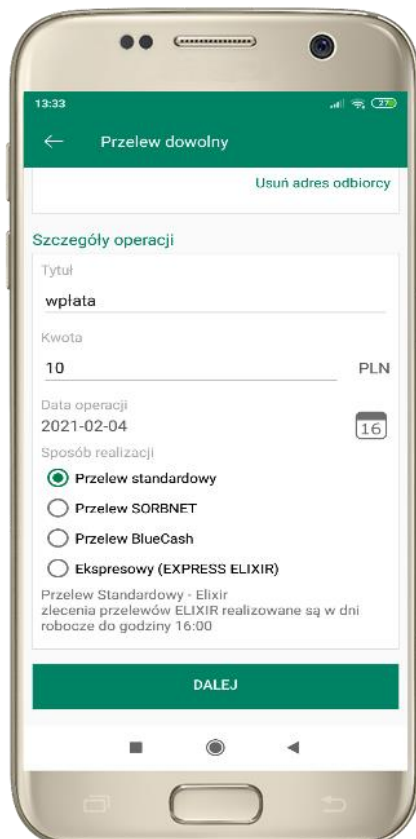 13:33
27
Przelew dowolny
Usuń adres odbiorcy
Szczegóły operacji
Tytuł
wpłata
Kwota
10 PLN
Data operacji
2021-02-04
16
Sposób realizacji
Przelew standardowy
Przelew SORBNET
Przelew BlueCash
Ekspresowy (EXPRESS ELIXIR)
Przelew Standardowy - Elixir
zlecenia przelewów ELIXIR realizowane są w dni
robocze do godziny 16:00
DALEJ